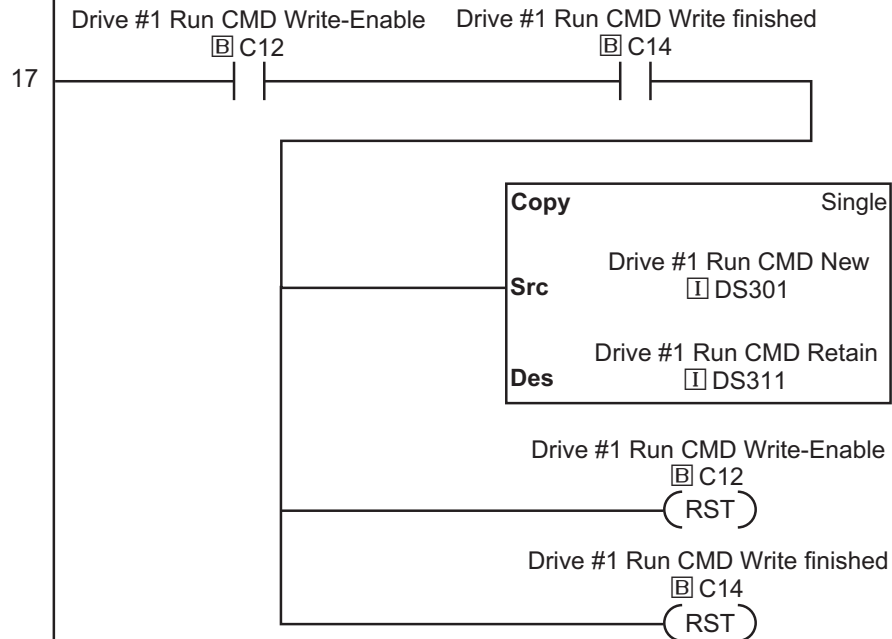 Drive #1 Run CMD Write-Enable Drive #1 Run CMD Write finished
B C12 B C14
17
Copy Single
Drive #1 Run CMD New
Src I DS301
Drive #1 Run CMD Retain
Des I DS311
Drive #1 Run CMD Write-Enable
B C12
RST
Drive #1 Run CMD Write finished
B C14
RST